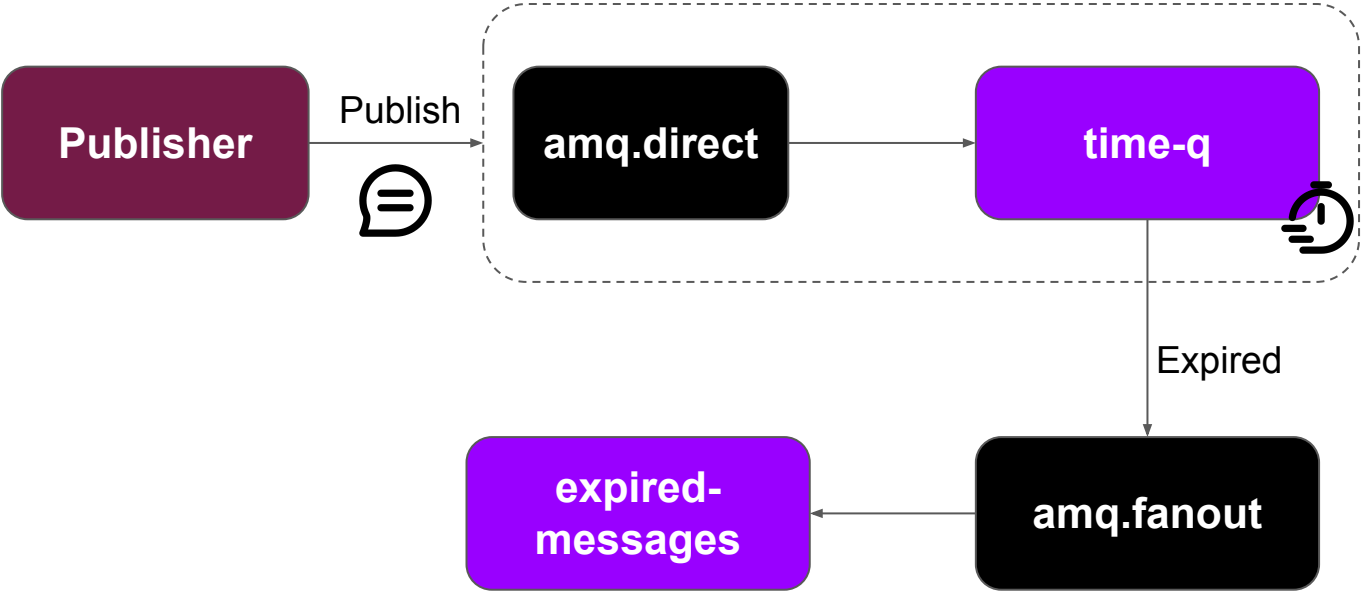 Publish
Publisher
amq.direct
time-q
Expired
expired-
messages
amq.fanout